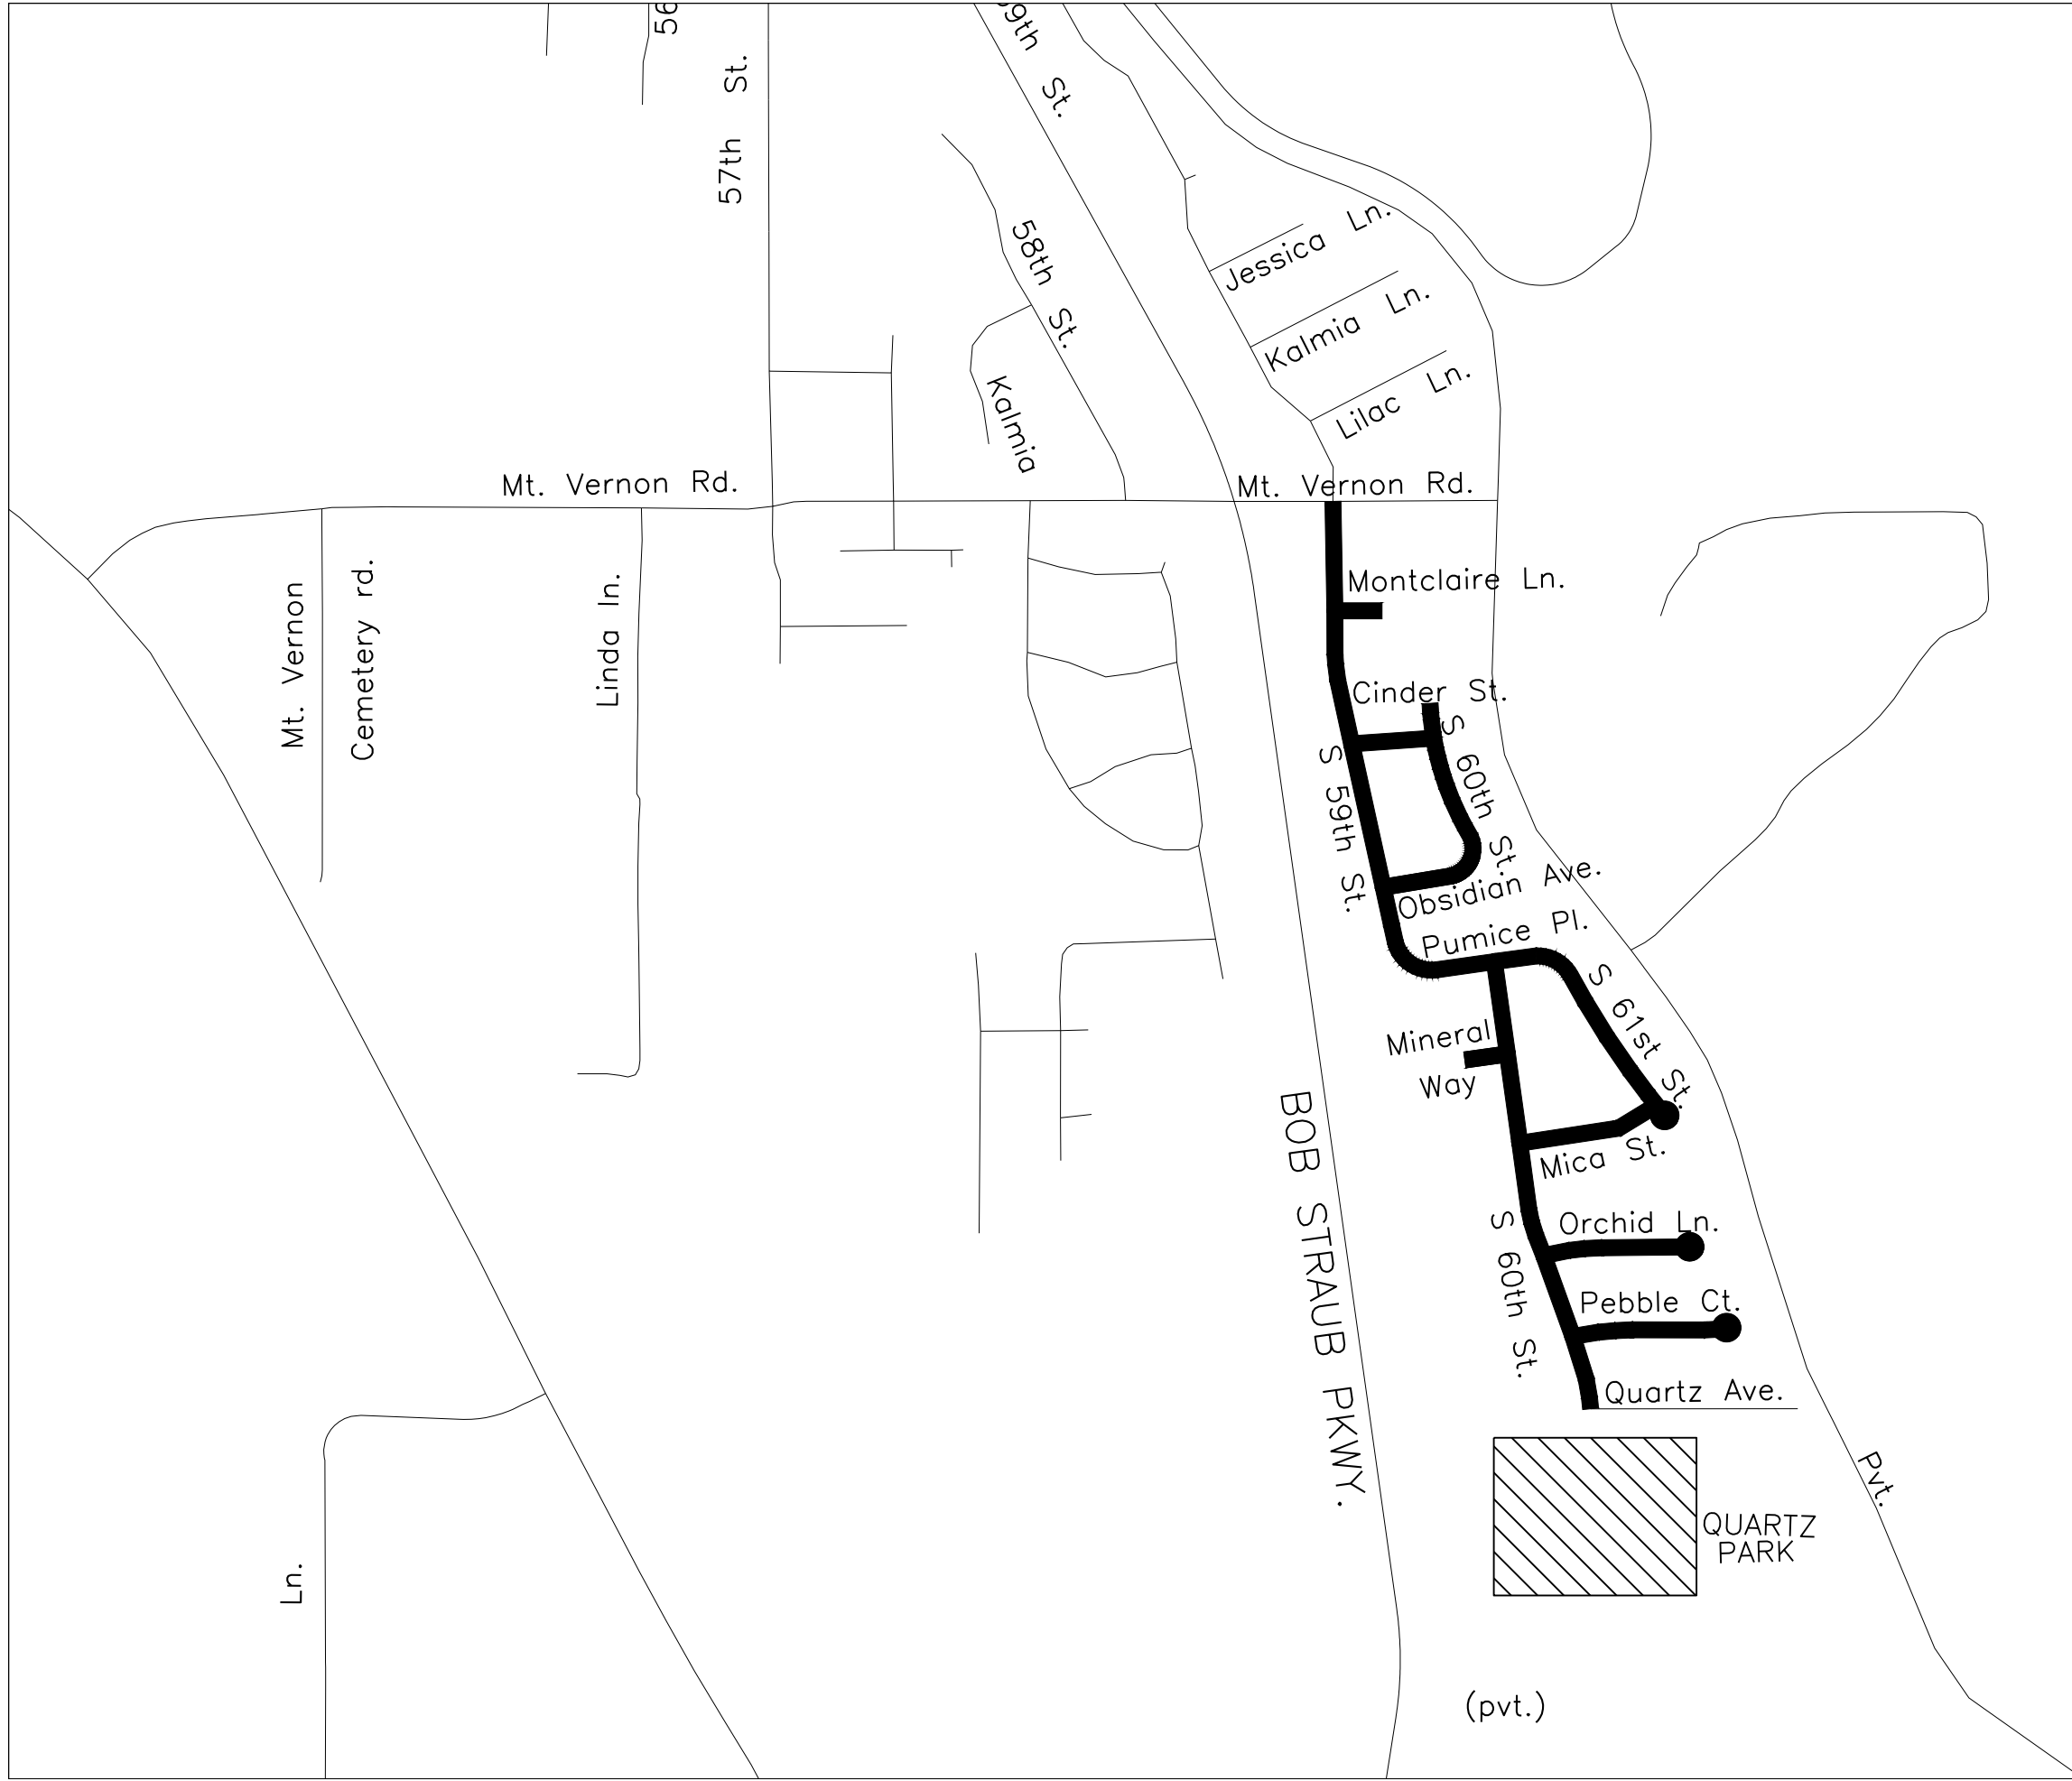 56
57th St.
59th St.
58th St.
Jessica Ln.
Kalmia Ln.
Lilac Ln.
Kalmia
Mt. Vernon Rd.
Mt. Vernon Rd.
Mt. Vernon
Cemetery rd.
Linda ln.
Montclaire Ln.
Cinder St.
S 60th St.
S 59th St.
Obsidian Ave.
Pumice Pl.
S 61st St.
Mineral
Way
Mica St.
BOB STRAUB PKWY.
Orchid Ln.
S 60th St.
Pebble Ct.
Quartz Ave.
Pvt.
QUARTZ
PARK
Ln.
(pvt.)